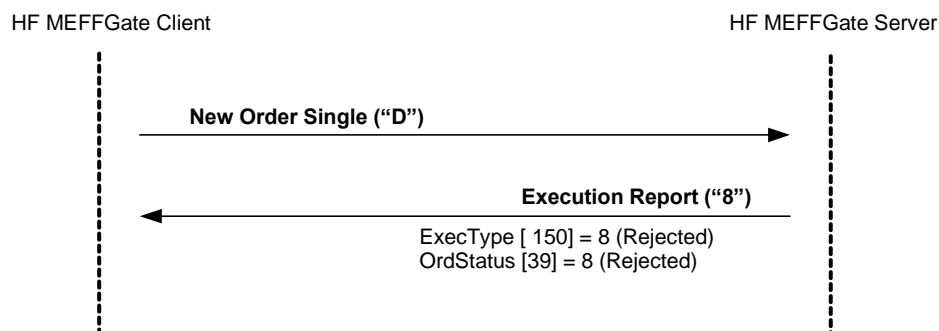 HF MEFFGate Client
HF MEFFGate Server
New Order Single (“D”)
Execution Report (“8”)
ExecType [ 150] = 8 (Rejected)
OrdStatus [39] = 8 (Rejected)